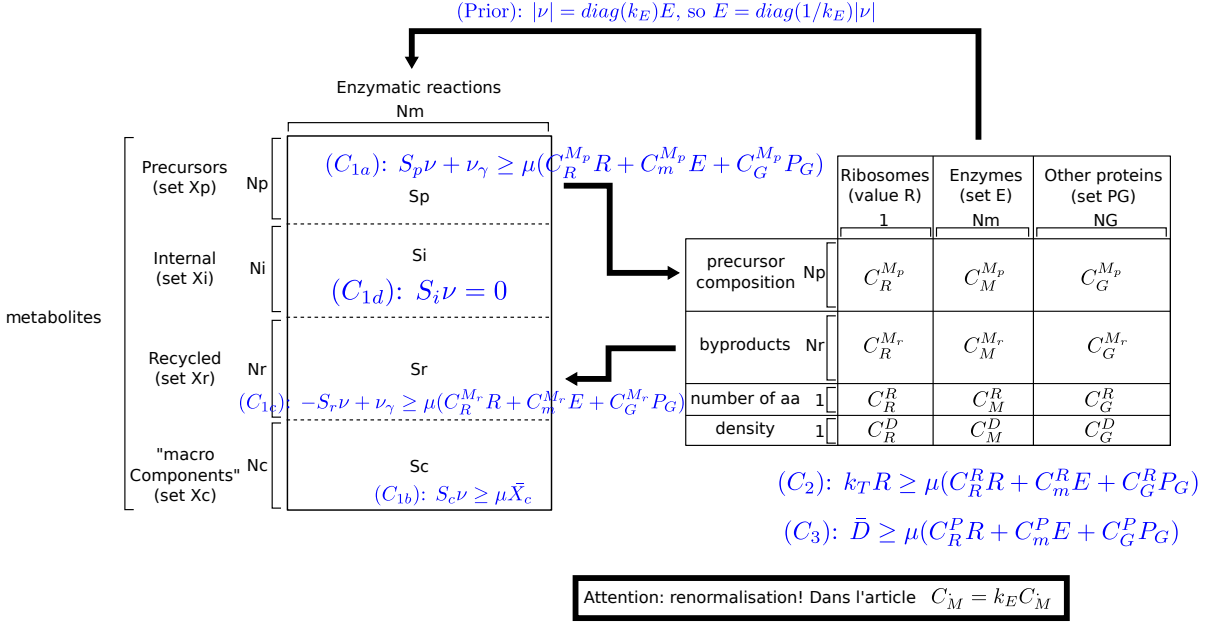 (Prior): |ν| = diag(k_E)E, so E = diag(1/k_E)|ν|
Enzymatic reactions
Nm
metabolites
Precursors
(set Xp)
Np
(C_{1a}): S_pν + ν_γ ≥ μ(C_R^{M_p}R + C_m^{M_p}E + C_G^{M_p}P_G)
Sp
Internal
(set Xi)
Ni
Si
(C_{1d}): S_iν = 0
Recycled
(set Xr)
Nr
Sr
(C_{1c}): −S_rν + ν_γ ≥ μ(C_R^{M_r}R + C_m^{M_r}E + C_G^{M_r}P_G)
"macro
Components"
(set Xc)
Nc
Sc
(C_{1b}): S_cν ≥ μX̄_c
Ribosomes
(value R)
1
Enzymes
(set E)
Nm
Other proteins
(set PG)
NG
precursor
composition
Np
C_R^{M_p} C_M^{M_p} C_G^{M_p}
byproducts Nr C_R^{M_r} C_M^{M_r} C_G^{M_r}
number of aa 1 C_R^R C_M^R C_G^R
density 1 C_R^D C_M^D C_G^D
(C_2): k_TR ≥ μ(C_R^RR + C_m^RE + C_G^RP_G)
(C_3): D̄ ≥ μ(C_R^PR + C_m^PE + C_G^PP_G)
Attention: renormalisation! Dans l'article C_M^· = k_EC_M^·